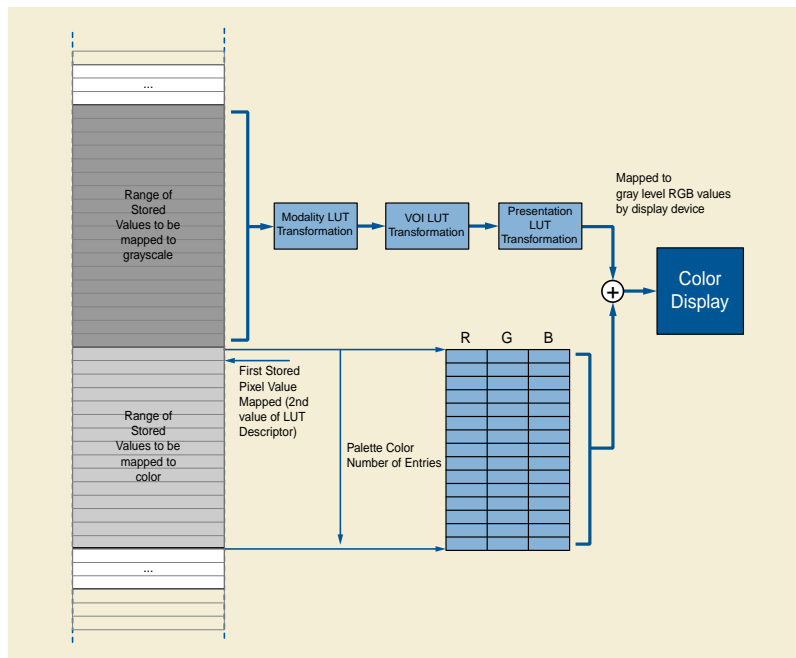 ...
Range of
Stored
Values to be
mapped to
grayscale
Modality LUT
Transformation
VOI LUT
Transformation
Presentation
LUT
Transformation
Mapped to
gray level RGB values
by display device
+
Color
Display
R G B
First Stored
Pixel Value
Mapped (2nd
value of LUT
Descriptor)
Range of
Stored
Values to be
mapped to
color
Palette Color
Number of Entries
...